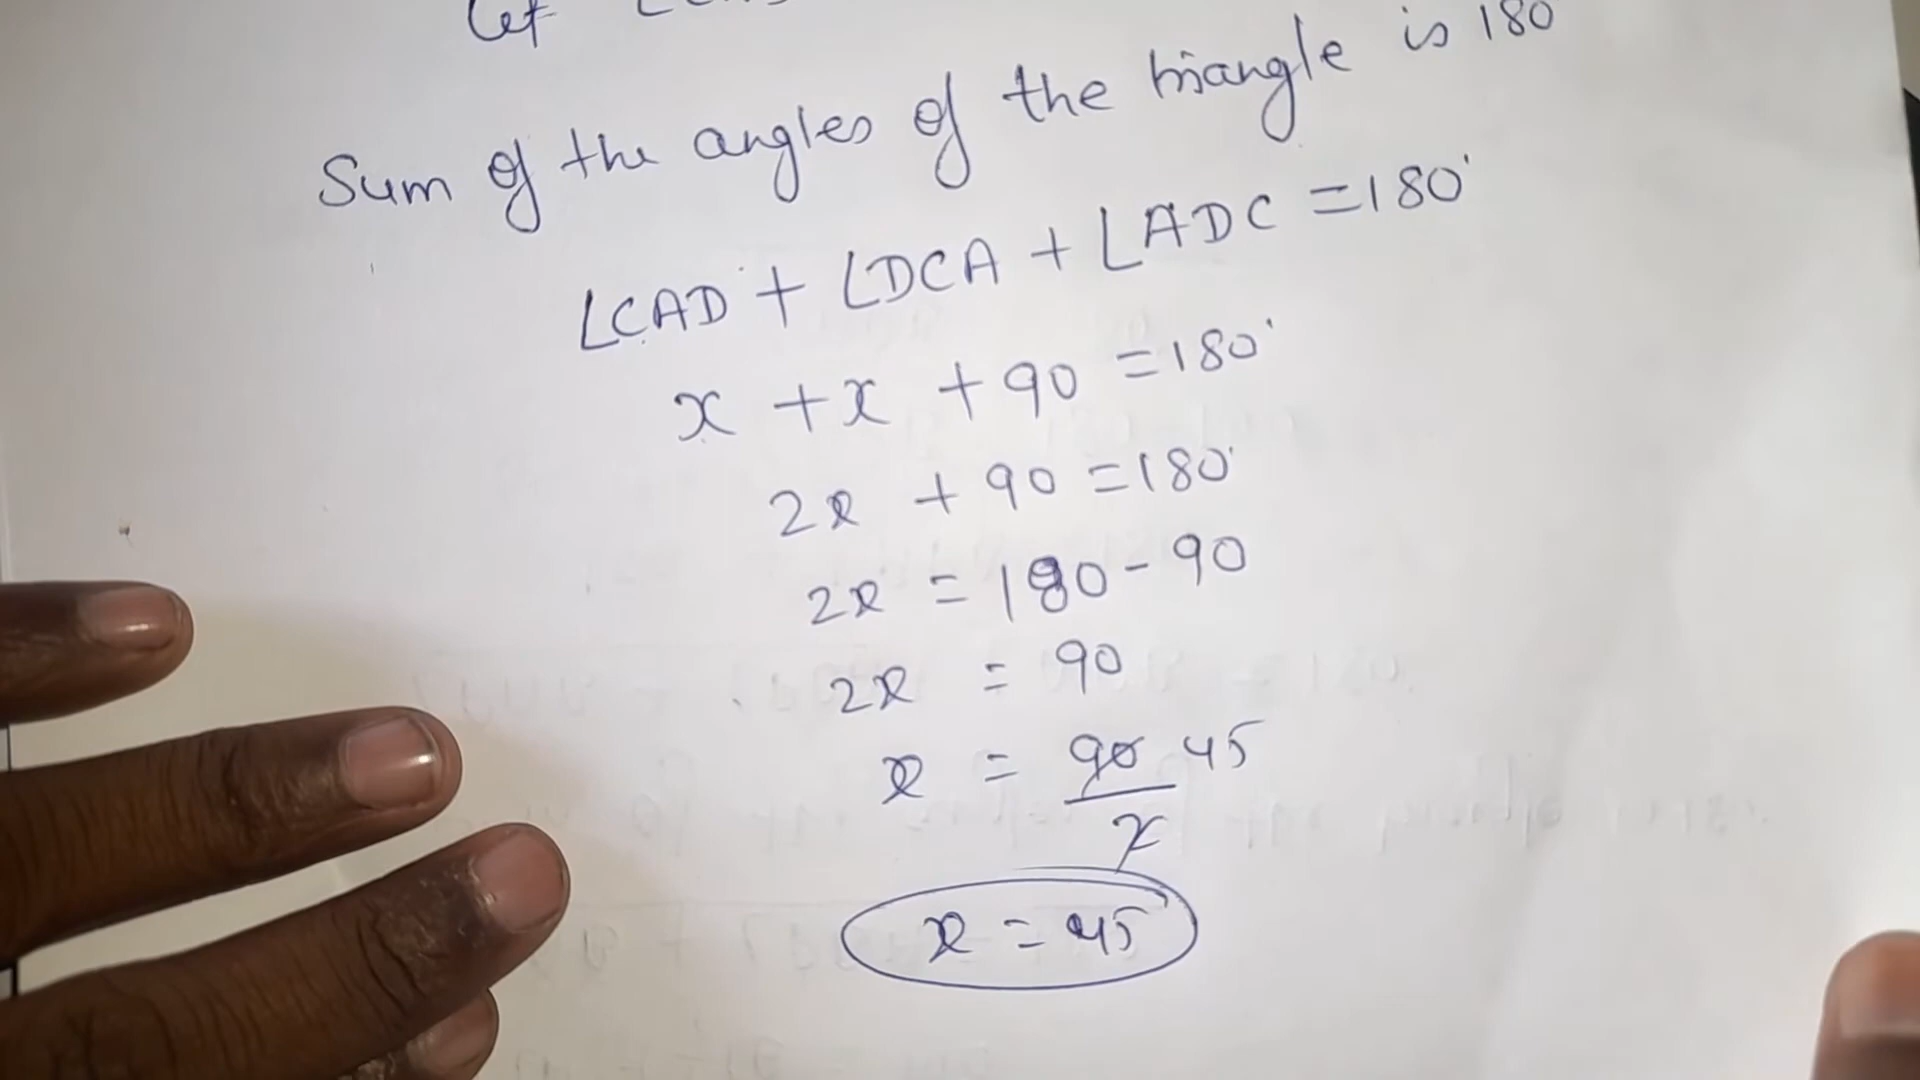 Let
Sum of the angles of the triangle is 180
∠CAD + ∠DCA + ∠ADC = 180°
x + x + 90 = 180°
2x + 90 = 180°
2x = 180 - 90
2x = 90
x = 90 45
2
x = 45°